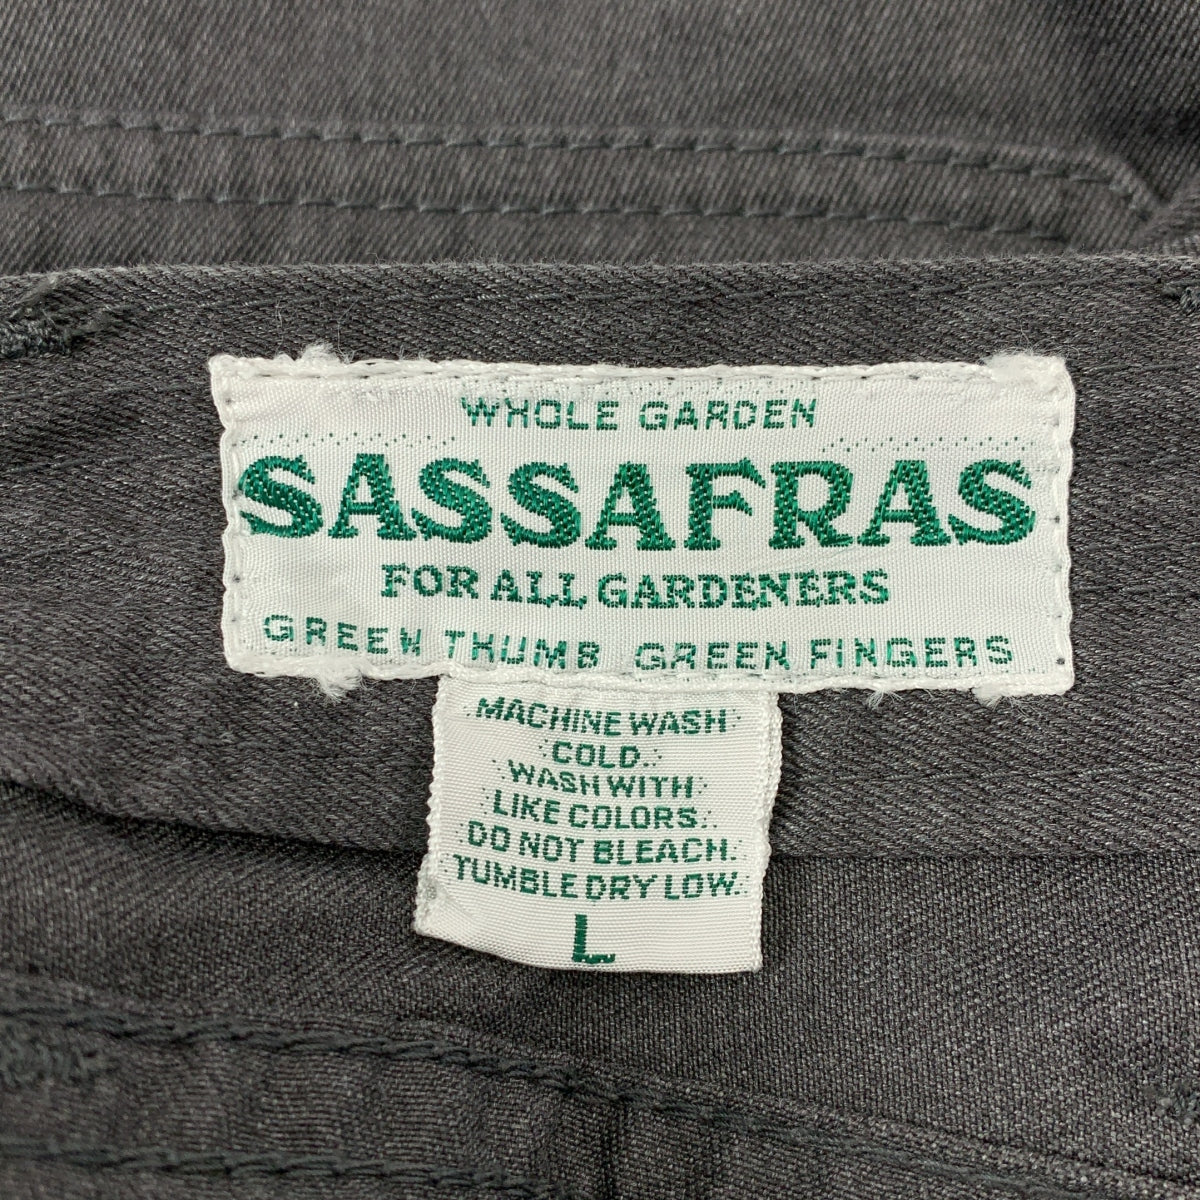 WHOLE GARDEN
SASSAFRAS
FOR ALL GARDENERS
GREEN THUMB GREEN FINGERS
MACHINE WASH
COLD.
WASH WITH
LIKE COLORS.
DO NOT BLEACH.
TUMBLE DRY LOW.
L